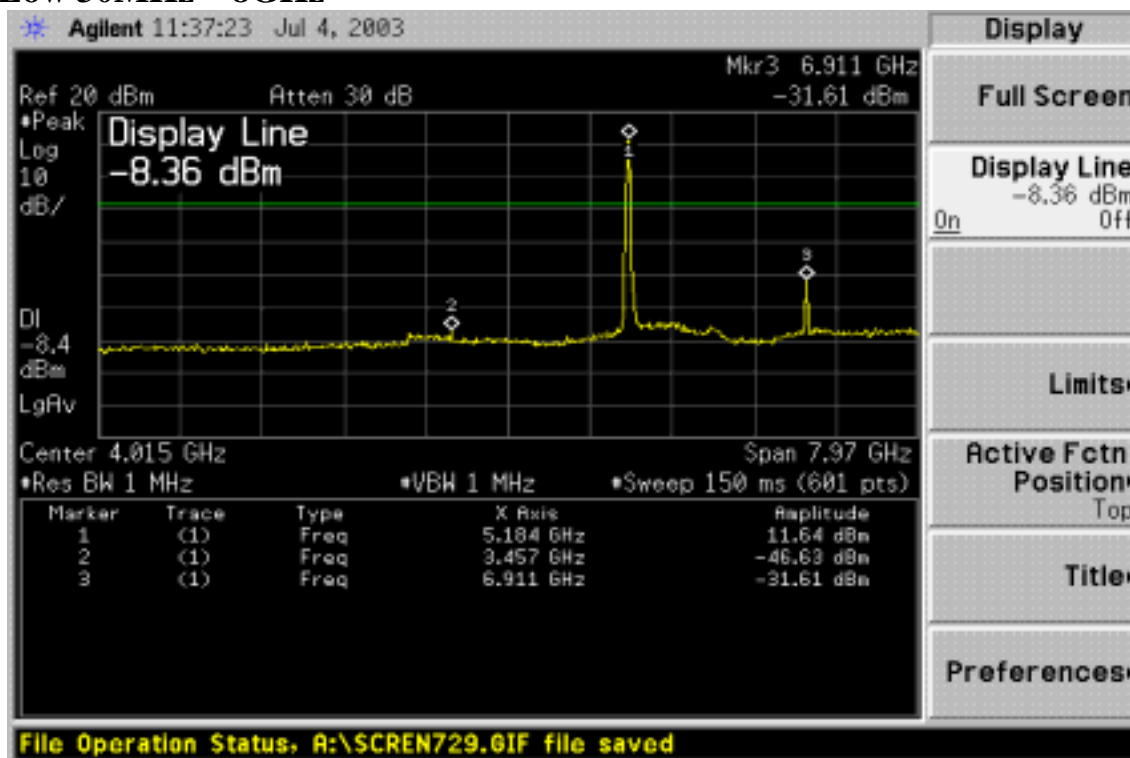 Agilent 11:37:23 Jul 4, 2003
Display
Mkr3 6.911 GHz
Ref 20 dBm Atten 30 dB -31.61 dBm
Full Screen
Peak
Log
10
dB/
Display Line
-8.36 dBm
1
2
3
Display Line
-8.36 dBm
On Off
DI
-8.4
dBm
LgAv
Limits
Center 4.015 GHz Span 7.97 GHz
Res BW 1 MHz VBW 1 MHz Sweep 150 ms (601 pts)
Active Fctn
Position
Top
Marker Trace Type X Axis Amplitude
1 (1) Freq 5.184 GHz 11.64 dBm
2 (1) Freq 3.457 GHz -46.63 dBm
3 (1) Freq 6.911 GHz -31.61 dBm
Title
Preferences
File Operation Status, A:\SCREN729.GIF file saved